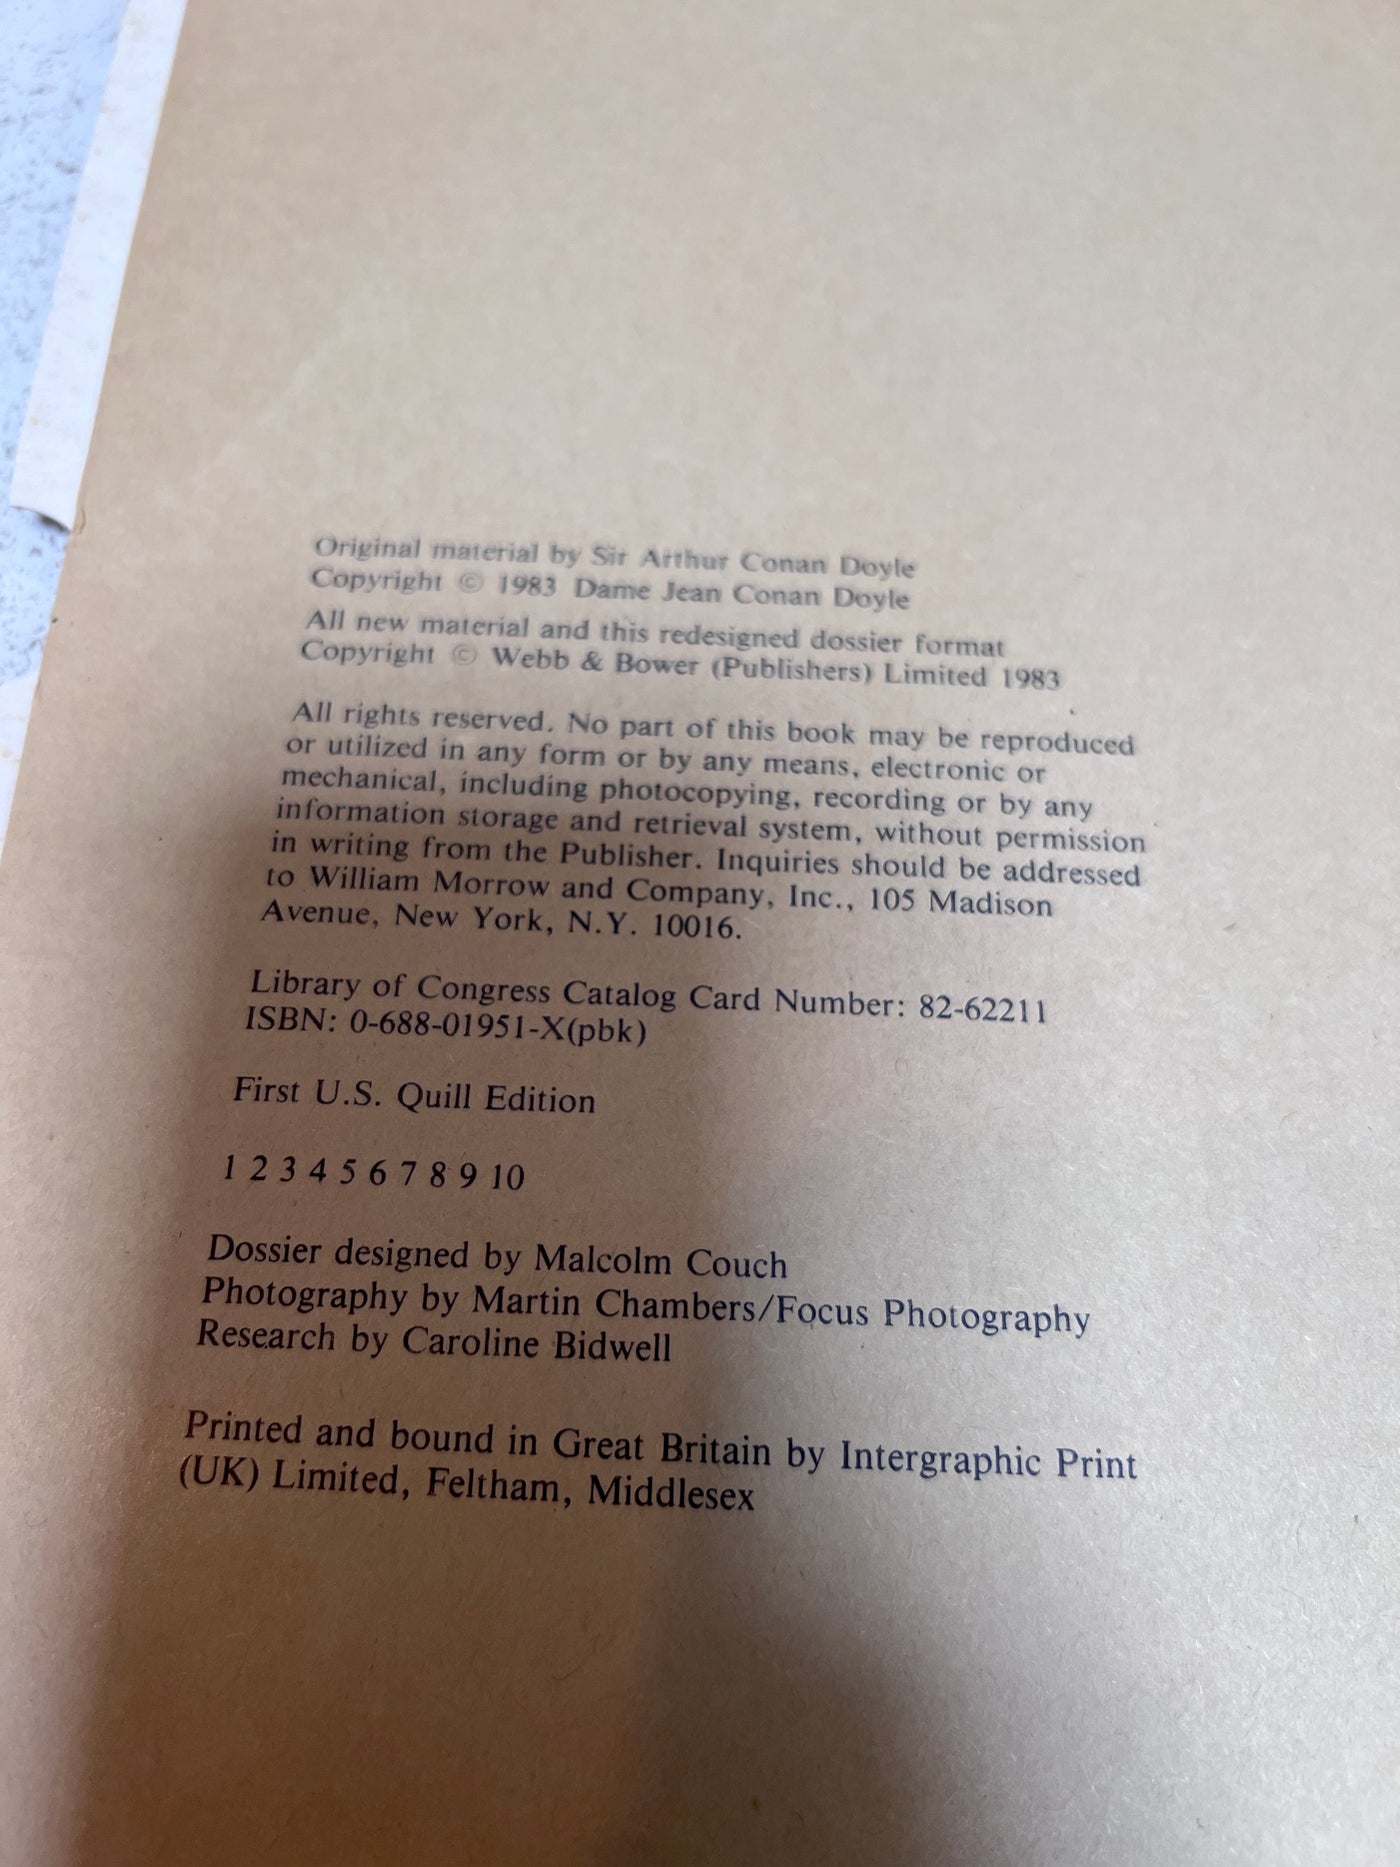 Original material by Sir Arthur Conan Doyle
Copyright © 1983 Dame Jean Conan Doyle
All new material and this redesigned dossier format
Copyright © Webb & Bower (Publishers) Limited 1983
All rights reserved. No part of this book may be reproduced
or utilized in any form or by any means, electronic or
mechanical, including photocopying, recording or by any
information storage and retrieval system, without permission
in writing from the Publisher. Inquiries should be addressed
to William Morrow and Company, Inc., 105 Madison
Avenue, New York, N.Y. 10016.
Library of Congress Catalog Card Number: 82-62211
ISBN: 0-688-01951-X(pbk)
First U.S. Quill Edition
1 2 3 4 5 6 7 8 9 10
Dossier designed by Malcolm Couch
Photography by Martin Chambers/Focus Photography
Research by Caroline Bidwell
Printed and bound in Great Britain by Intergraphic Print
(UK) Limited, Feltham, Middlesex